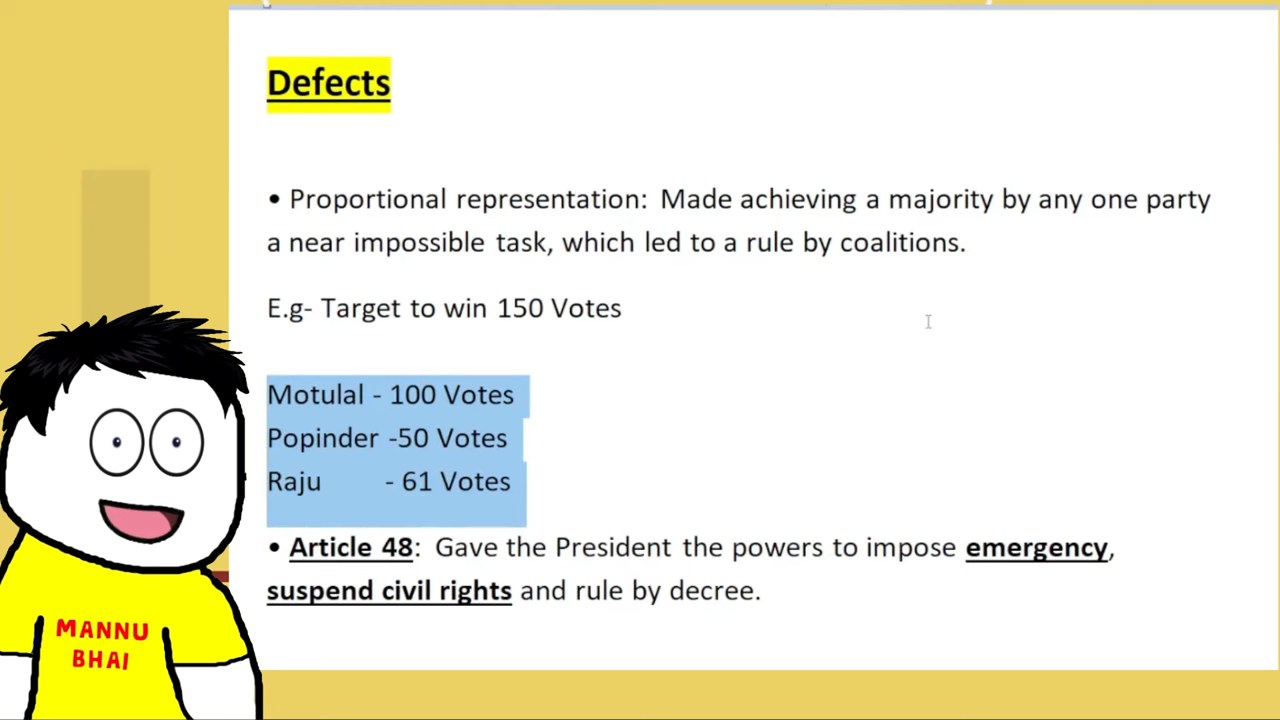 Defects
• Proportional representation: Made achieving a majority by any one party
a near impossible task, which led to a rule by coalitions.
E.g- Target to win 150 Votes
Motulal - 100 Votes
Popinder -50 Votes
Raju - 61 Votes
• Article 48: Gave the President the powers to impose emergency,
suspend civil rights and rule by decree.
MANNU
BHAI